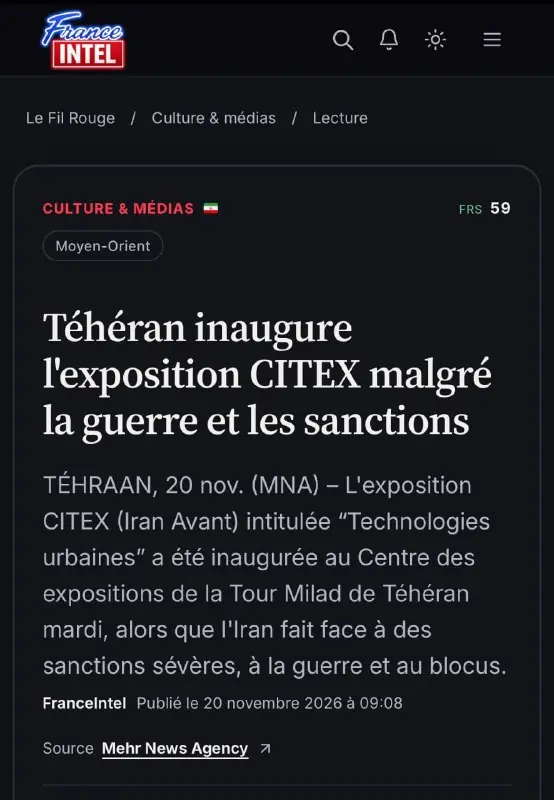 France
INTEL
Le Fil Rouge / Culture & médias / Lecture
CULTURE & MÉDIAS
FRS 59
Moyen-Orient
Téhéran inaugure
l'exposition CITEX malgré
la guerre et les sanctions
TÉHRAAN, 20 nov. (MNA) – L'exposition
CITEX (Iran Avant) intitulée “Technologies
urbaines” a été inaugurée au Centre des
expositions de la Tour Milad de Téhéran
mardi, alors que l'Iran fait face à des
sanctions sévères, à la guerre et au blocus.
FranceIntel Publié le 20 novembre 2026 à 09:08
Source Mehr News Agency